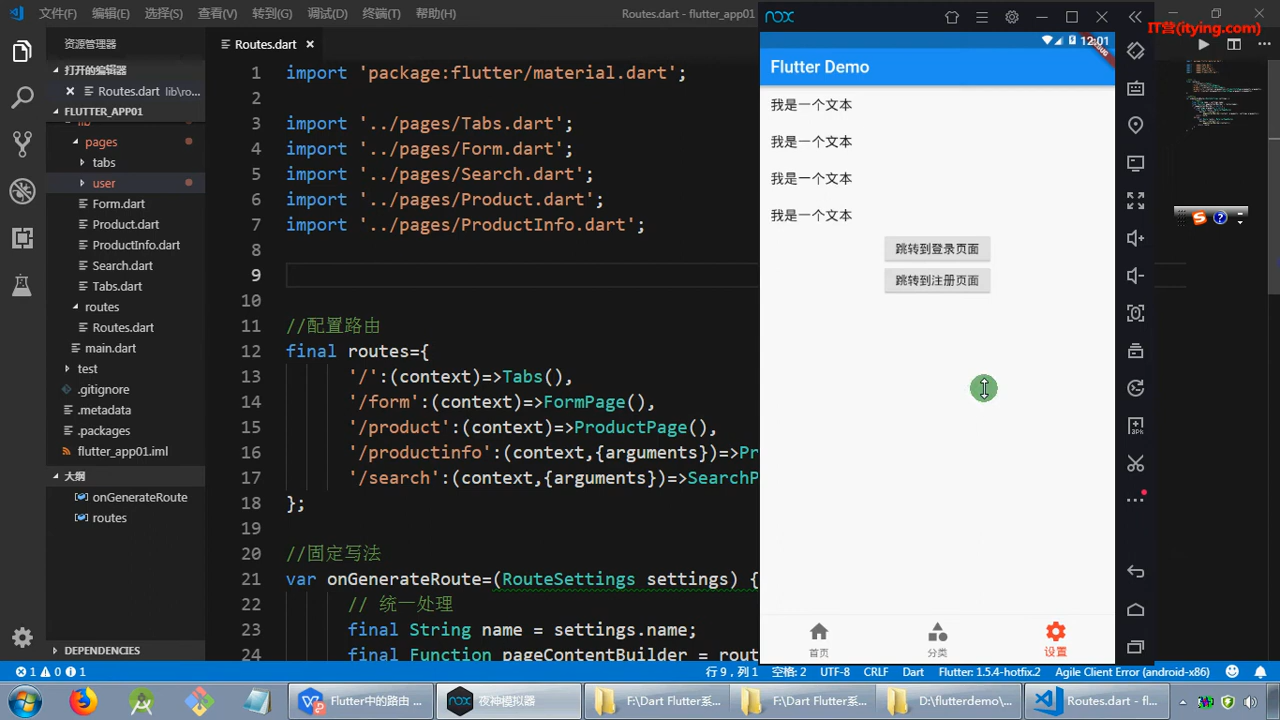 文件(F) 编辑(E) 选择(S) 查看(V) 转到(G) 调试(D) 终端(T) 帮助(H)
Routes.dart - flutter_app01
nox
IT营(itying.com)
资源管理器
Routes.dart
打开的编辑器
Routes.dart lib\ro...
FLUTTER_APP01
lib
pages
tabs
user
Form.dart
Product.dart
ProductInfo.dart
Search.dart
Tabs.dart
routes
Routes.dart
main.dart
test
.gitignore
.metadata
.packages
flutter_app01.iml
大纲
onGenerateRoute
routes
DEPENDENCIES
1 import 'package:flutter/material.dart';
2
3 import '../pages/Tabs.dart';
4 import '../pages/Form.dart';
5 import '../pages/Search.dart';
6 import '../pages/Product.dart';
7 import '../pages/ProductInfo.dart';
8
9
10
11 //配置路由
12 final routes={
13 '/':(context)=>Tabs(),
14 '/form':(context)=>FormPage(),
15 '/product':(context)=>ProductPage(),
16 '/productinfo':(context,{arguments})=>Pr
17 '/search':(context,{arguments})=>SearchP
18 };
19
20 //固定写法
21 var onGenerateRoute=(RouteSettings settings) {
22 // 统一处理
23 final String name = settings.name;
24 final Function pageContentBuilder = rout
12:01
Flutter Demo
我是一个文本
我是一个文本
我是一个文本
我是一个文本
跳转到登录页面
跳转到注册页面
首页
分类
设置
1 0 1
行 9，列 1 空格: 2 UTF-8 CRLF Dart Flutter: 1.5.4-hotfix.2 Agile Client Error (android-x86)
Flutter中的路由 ...
夜神模拟器
F:\Dart Flutter系...
F:\Dart Flutter系...
D:\flutterdemo\...
Routes.dart - fl...